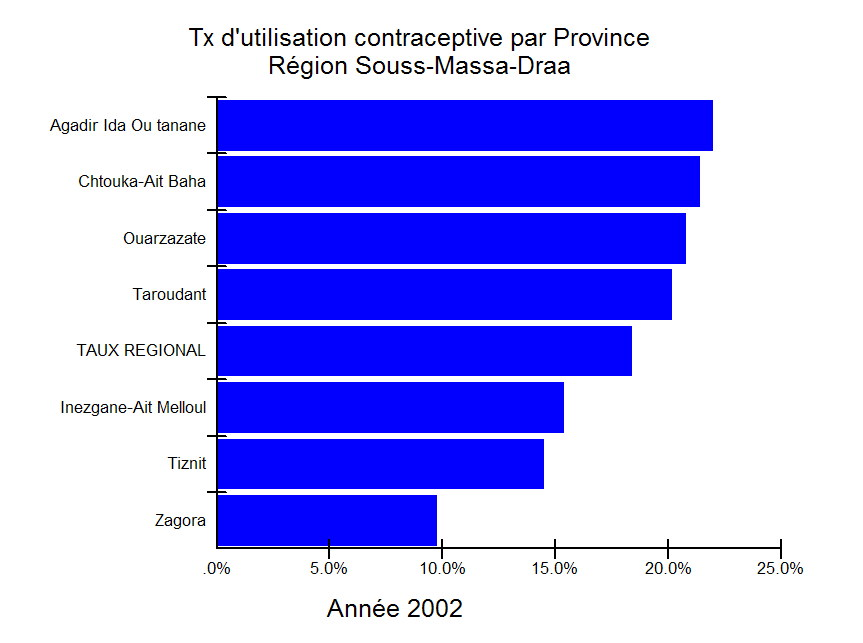 Tx d'utilisation contraceptive par Province
Région Souss-Massa-Draa
Agadir Ida Ou tanane
Chtouka-Ait Baha
Ouarzazate
Taroudant
TAUX REGIONAL
Inezgane-Ait Melloul
Tiznit
Zagora
.0% 5.0% 10.0% 15.0% 20.0% 25.0%
Année 2002